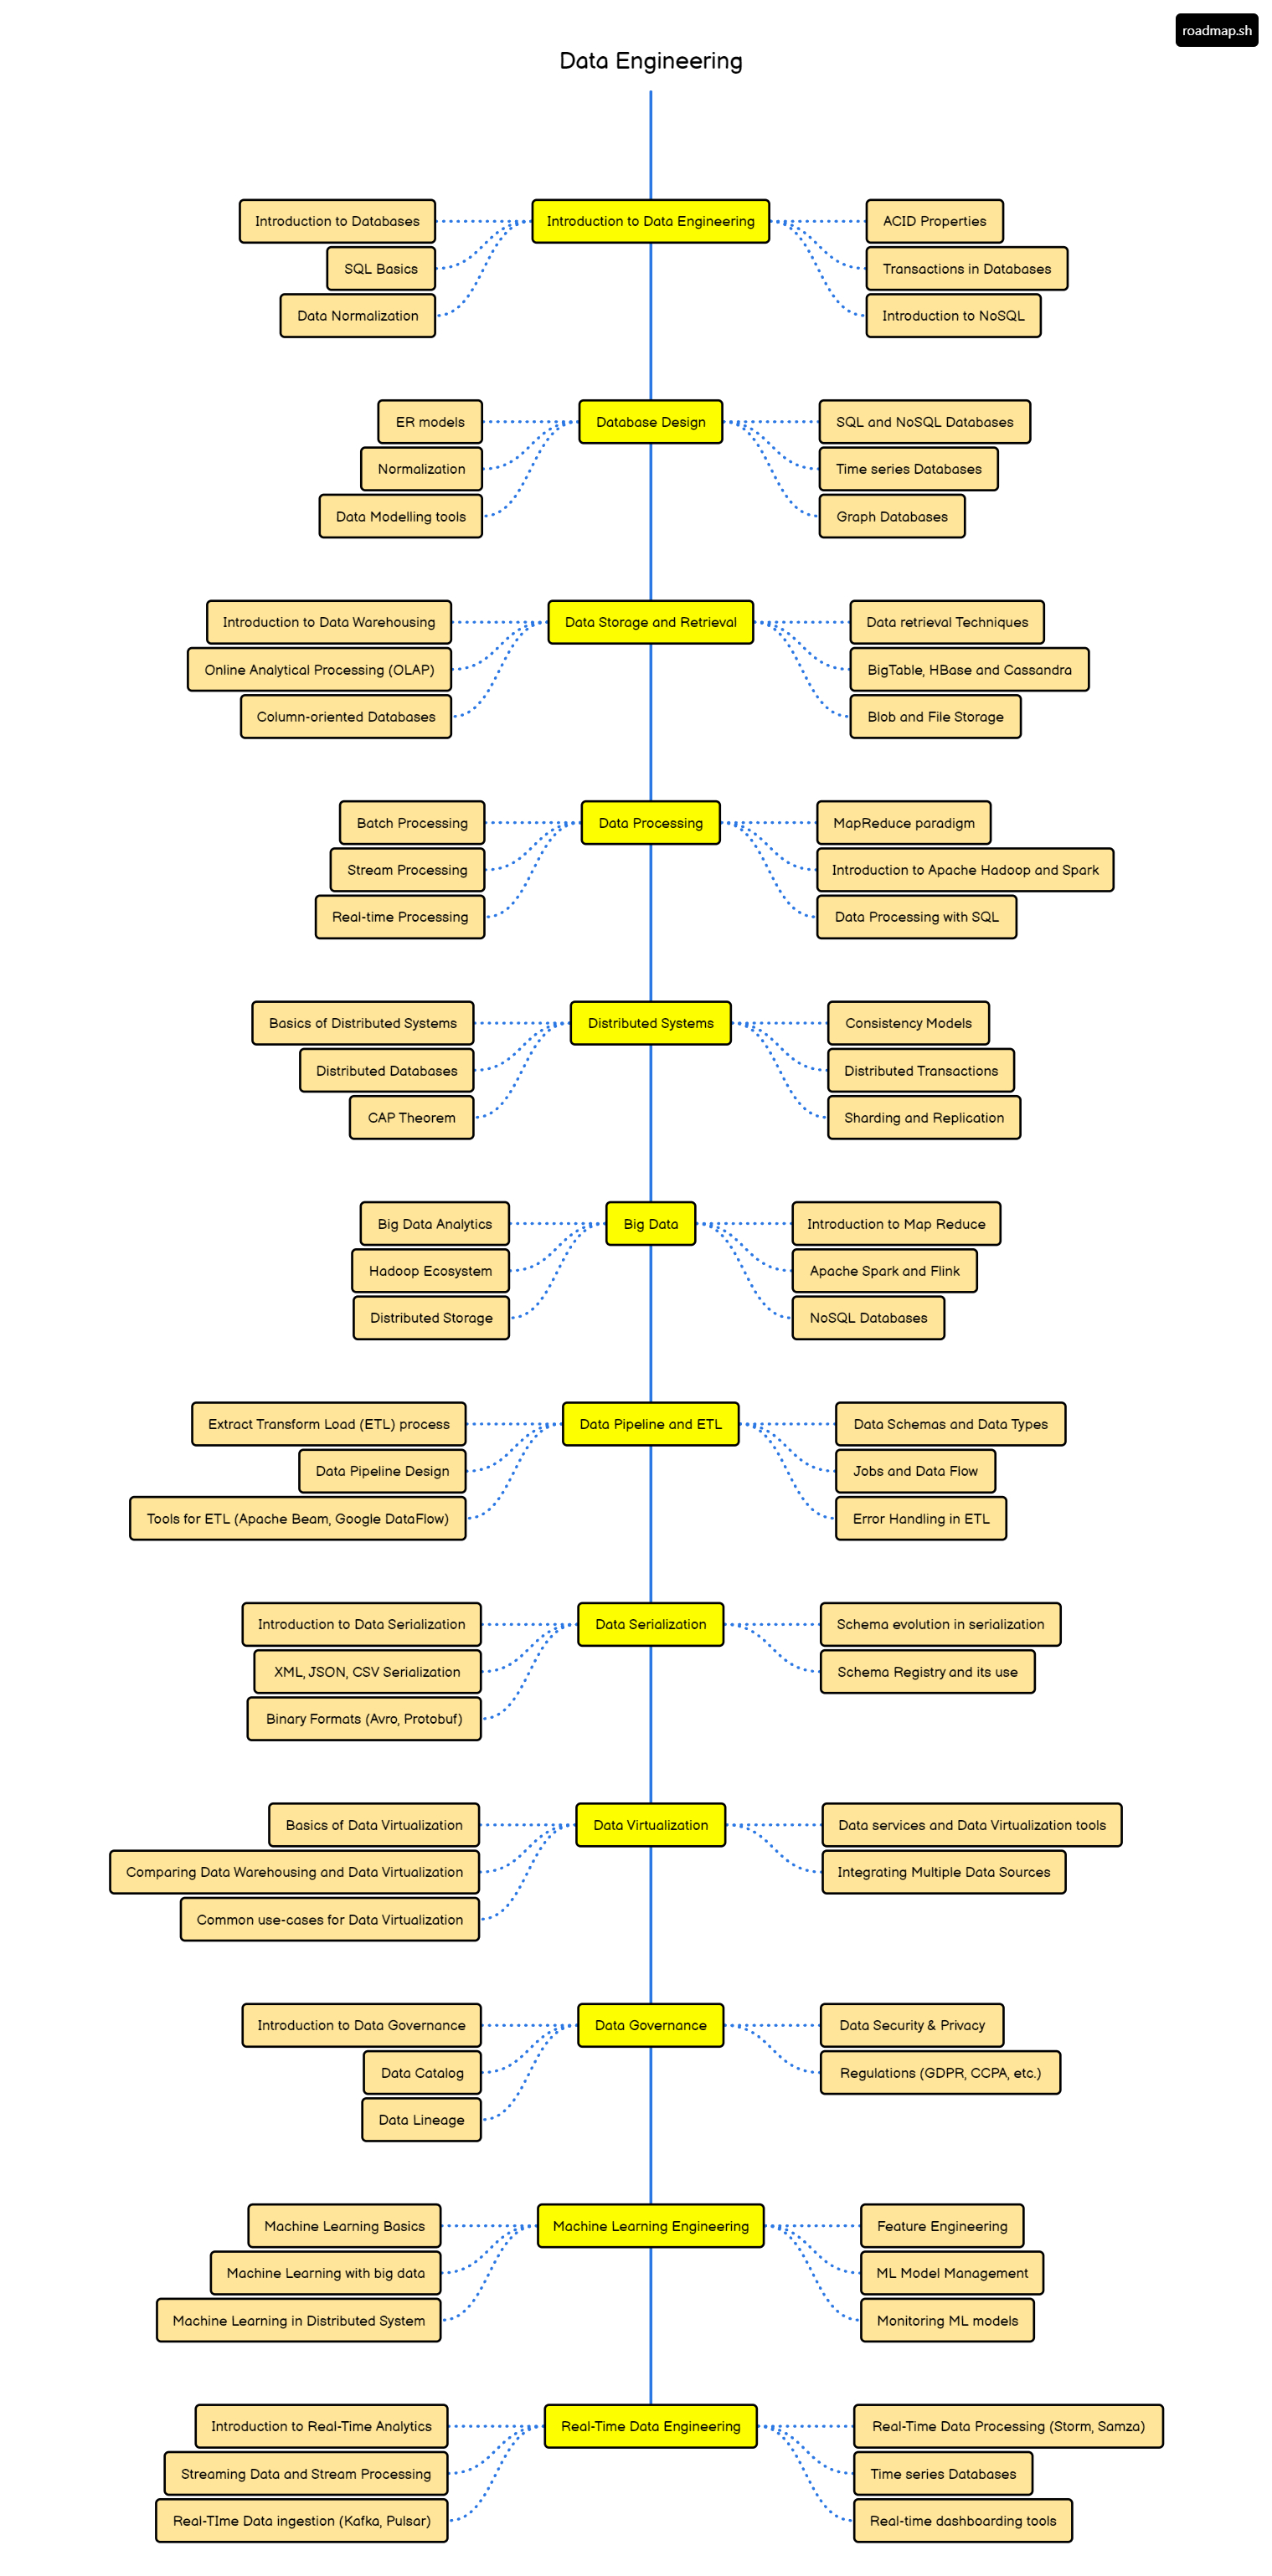 roadmap.sh
Data Engineering
Introduction to Databases
Introduction to Data Engineering
ACID Properties
SQL Basics
Transactions in Databases
Data Normalization
Introduction to NoSQL
ER models
Database Design
SQL and NoSQL Databases
Normalization
Time series Databases
Data Modelling tools
Graph Databases
Introduction to Data Warehousing
Data Storage and Retrieval
Data retrieval Techniques
Online Analytical Processing (OLAP)
BigTable, HBase and Cassandra
Column-oriented Databases
Blob and File Storage
Batch Processing
Data Processing
MapReduce paradigm
Stream Processing
Introduction to Apache Hadoop and Spark
Real-time Processing
Data Processing with SQL
Basics of Distributed Systems
Distributed Systems
Consistency Models
Distributed Databases
Distributed Transactions
CAP Theorem
Sharding and Replication
Big Data Analytics
Big Data
Introduction to Map Reduce
Hadoop Ecosystem
Apache Spark and Flink
Distributed Storage
NoSQL Databases
Extract Transform Load (ETL) process
Data Pipeline and ETL
Data Schemas and Data Types
Data Pipeline Design
Jobs and Data Flow
Tools for ETL (Apache Beam, Google DataFlow)
Error Handling in ETL
Introduction to Data Serialization
Data Serialization
Schema evolution in serialization
XML, JSON, CSV Serialization
Schema Registry and its use
Binary Formats (Avro, Protobuf)
Basics of Data Virtualization
Data Virtualization
Data services and Data Virtualization tools
Comparing Data Warehousing and Data Virtualization
Integrating Multiple Data Sources
Common use-cases for Data Virtualization
Introduction to Data Governance
Data Governance
Data Security & Privacy
Data Catalog
Regulations (GDPR, CCPA, etc.)
Data Lineage
Machine Learning Basics
Machine Learning Engineering
Feature Engineering
Machine Learning with big data
ML Model Management
Machine Learning in Distributed System
Monitoring ML models
Introduction to Real-Time Analytics
Real-Time Data Engineering
Real-Time Data Processing (Storm, Samza)
Streaming Data and Stream Processing
Time series Databases
Real-TIme Data ingestion (Kafka, Pulsar)
Real-time dashboarding tools